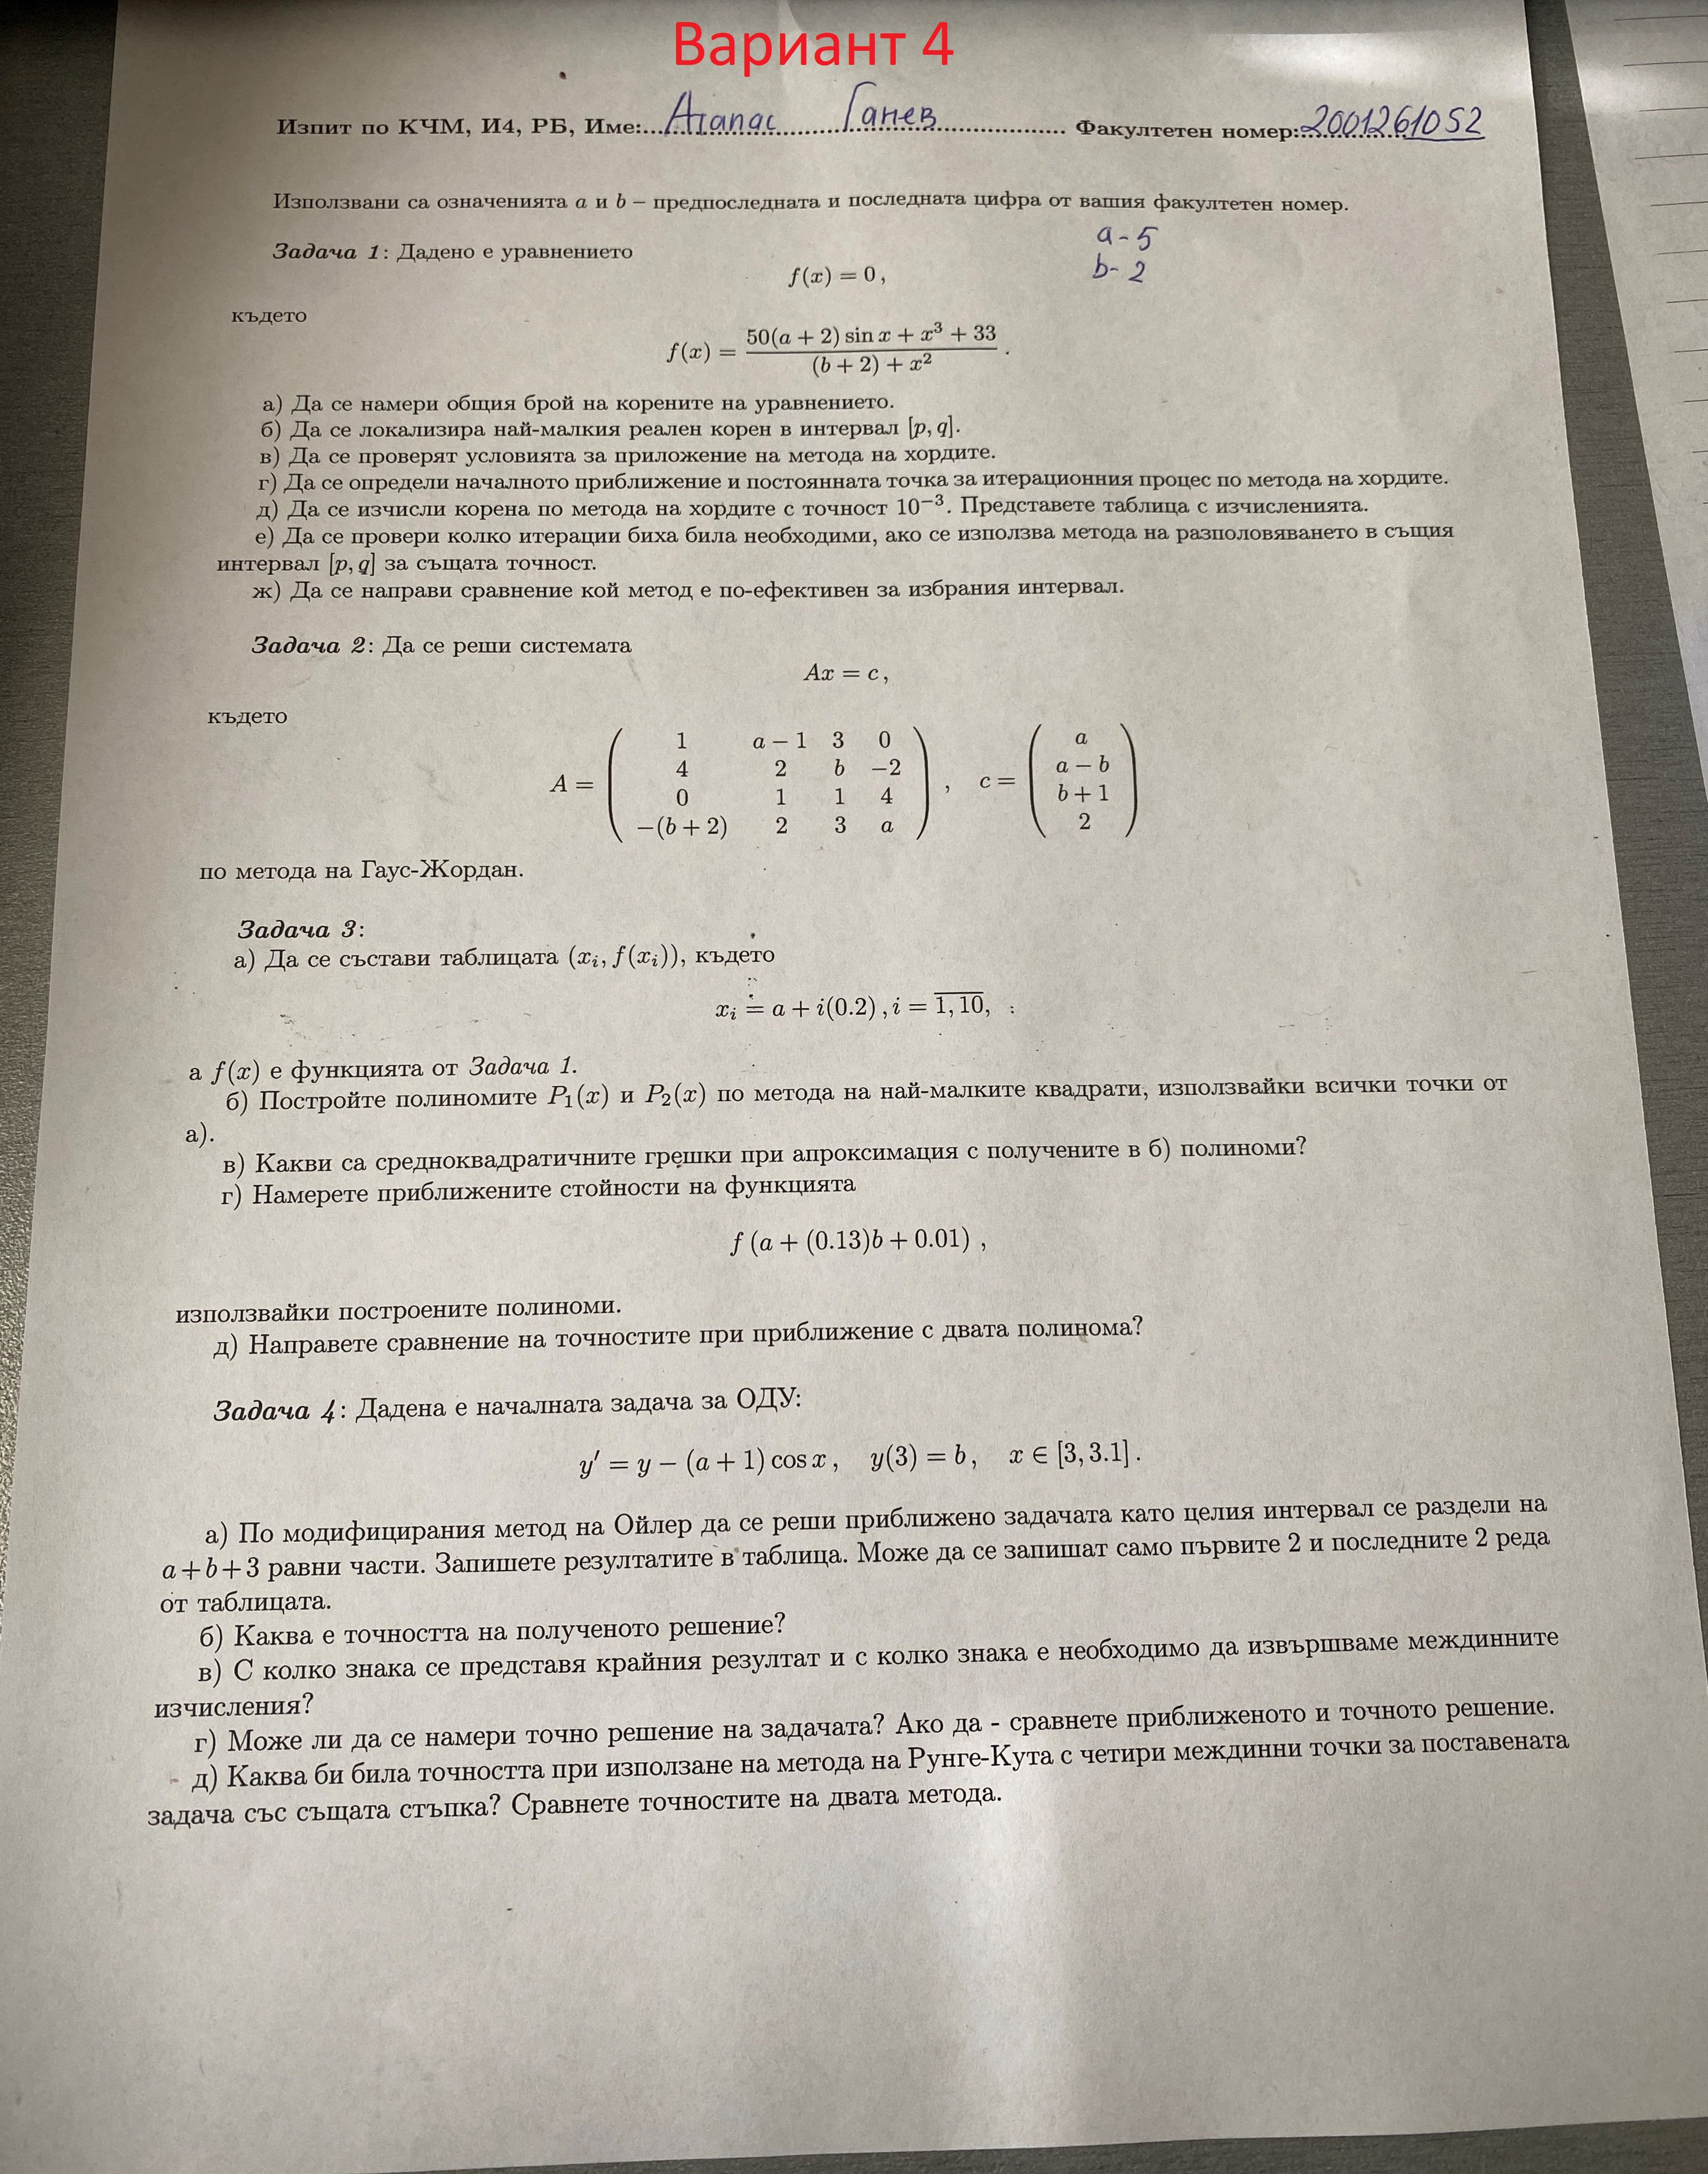 Вариант 4
Изпит по КЧМ, И4, РБ, Име:...Атанас Ганев... Факултетен номер:2001261052
Използвани са означенията a и b – предпоследната и последната цифра от вашия факултетен номер.
a - 5
b - 2
Задача 1: Дадено е уравнението
f(x) = 0 ,
където
f(x) = \frac{50(a + 2) sin x + x³ + 33}{(b + 2) + x²} .
а) Да се намери общия брой на корените на уравнението.
б) Да се локализира най-малкия реален корен в интервал [p, q].
в) Да се проверят условията за приложение на метода на хордите.
г) Да се определи началното приближение и постоянната точка за итерационния процес по метода на хордите.
д) Да се изчисли корена по метода на хордите с точност 10⁻³. Представете таблица с изчисленията.
е) Да се провери колко итерации биха била необходими, ако се използва метода на разполовяването в същия
интервал [p, q] за същата точност.
ж) Да се направи сравнение кой метод е по-ефективен за избрания интервал.
Задача 2: Да се реши системата
Ax = c ,
където
A = \begin{pmatrix} 1 & a − 1 & 3 & 0 \\ 4 & 2 & b & −2 \\ 0 & 1 & 1 & 4 \\ −(b + 2) & 2 & 3 & a \end{pmatrix} , c = \begin{pmatrix} a \\ a − b \\ b + 1 \\ 2 \end{pmatrix}
по метода на Гаус-Жордан.
Задача 3:
а) Да се състави таблицата (xᵢ, f(xᵢ)), където
xᵢ = a + i(0.2) , i = \overline{1, 10},
а f(x) е функцията от Задача 1.
б) Постройте полиномите P₁(x) и P₂(x) по метода на най-малките квадрати, използвайки всички точки от
а).
в) Какви са средноквадратичните грешки при апроксимация с получените в б) полиноми?
г) Намерете приближените стойности на функцията
f (a + (0.13)b + 0.01) ,
използвайки построените полиноми.
д) Направете сравнение на точностите при приближение с двата полинома?
Задача 4: Дадена е началната задача за ОДУ:
y′ = y − (a + 1) cos x , y(3) = b , x ∈ [3, 3.1] .
а) По модифицирания метод на Ойлер да се реши приближено задачата като целия интервал се раздели на
a+b+3 равни части. Запишете резултатите в таблица. Може да се запишат само първите 2 и последните 2 реда
от таблицата.
б) Каква е точността на полученото решение?
в) С колко знака се представя крайния резултат и с колко знака е необходимо да извършваме междинните
изчисления?
г) Може ли да се намери точно решение на задачата? Ако да - сравнете приближеното и точното решение.
д) Каква би била точността при използане на метода на Рунге-Кута с четири междинни точки за поставената
задача със същата стъпка? Сравнете точностите на двата метода.